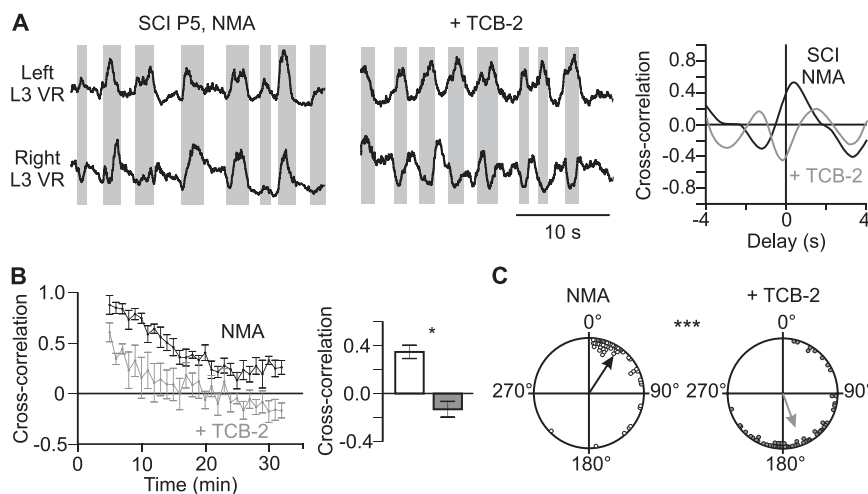 A
SCI P5, NMA
+ TCB-2
Left
L3 VR
Right
L3 VR
10 s
Cross-correlation
0.8
0.4
0.0
-0.4
-0.8
SCI
NMA
+ TCB-2
-4
0
4
Delay (s)
B
Cross-correlation
1.0
0.5
0
-0.5
NMA
+ TCB-2
0
10
20
30
Time (min)
Cross-correlation
0.4
0.0
-0.4
*
C
NMA
+ TCB-2
0°
***
0°
270°
90°
270°
90°
180°
180°